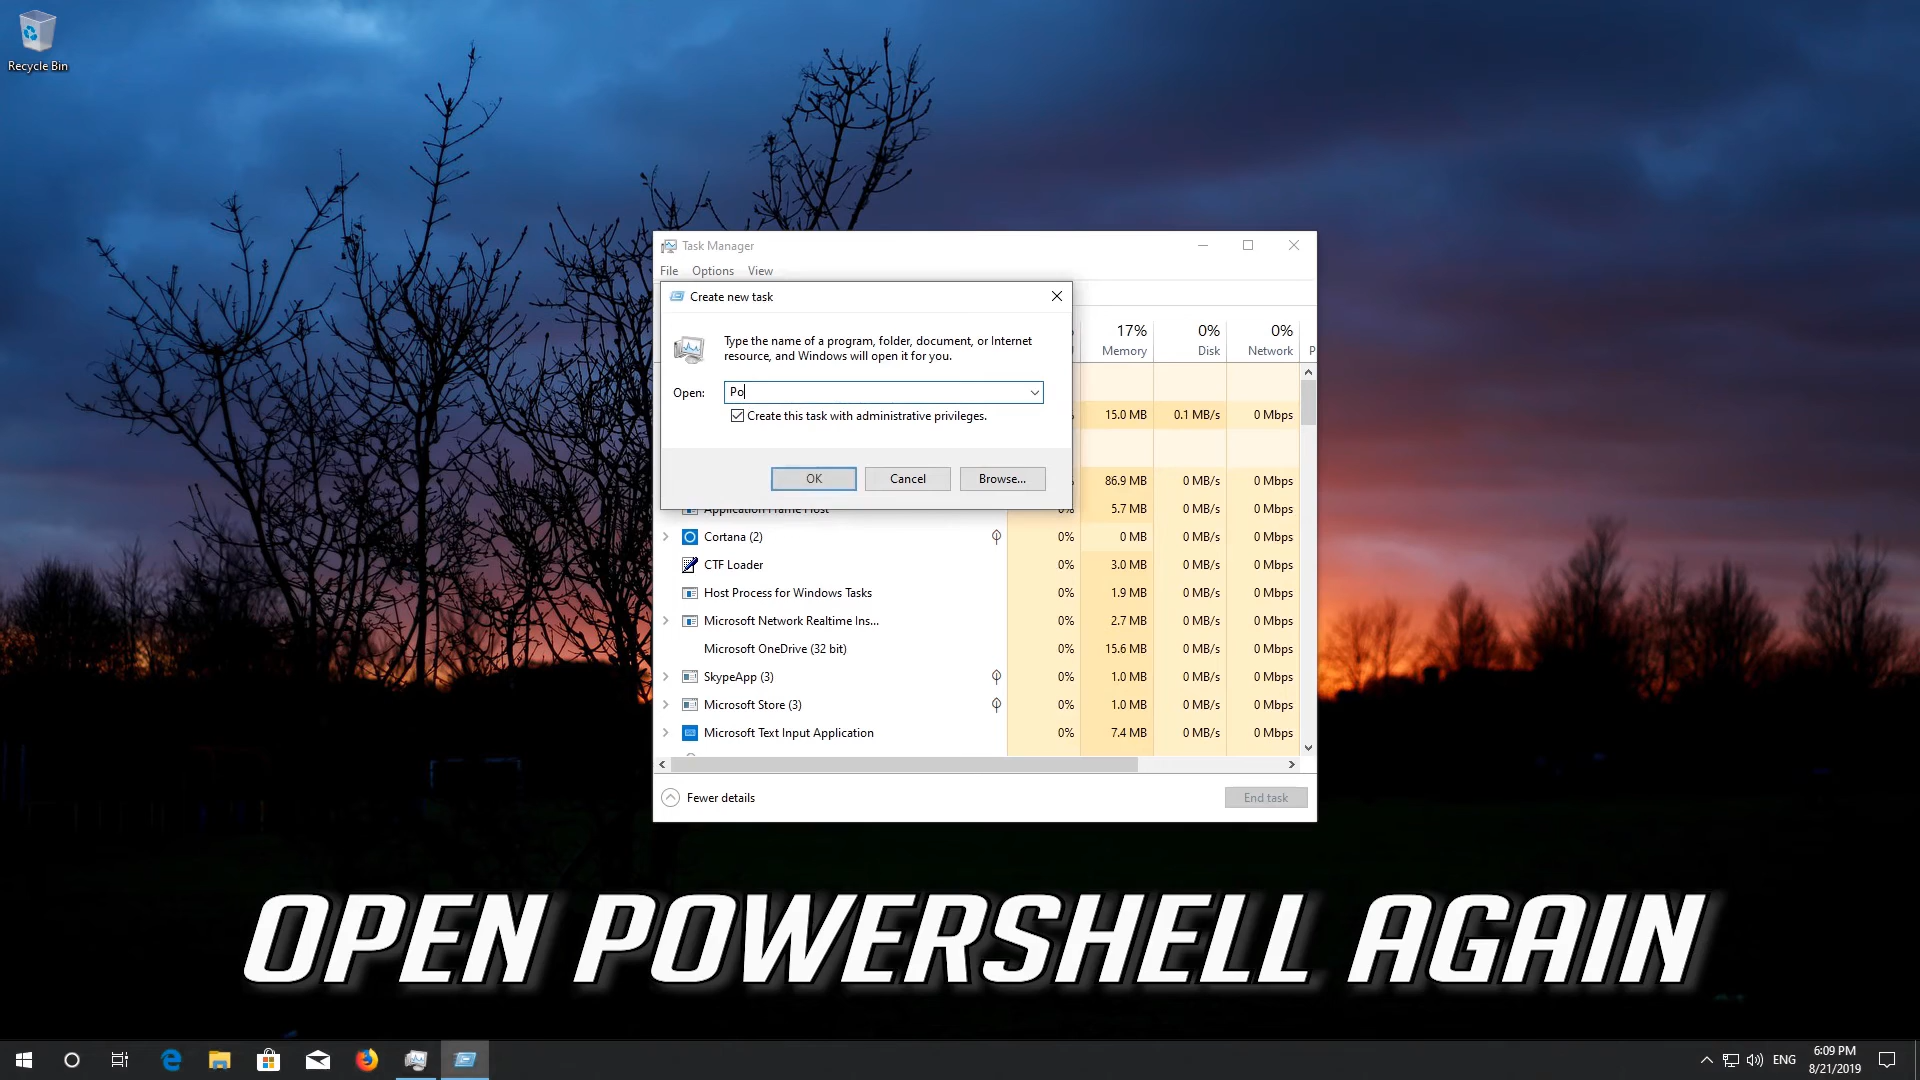 Recycle Bin
Task Manager
File Options View
Create new task
Type the name of a program, folder, document, or Internet
resource, and Windows will open it for you.
Open: Po
Create this task with administrative privileges.
OK Cancel Browse...
17% 0% 0%
Memory Disk Network P
15.0 MB 0.1 MB/s 0 Mbps
86.9 MB 0 MB/s 0 Mbps
Application Frame Host 0% 5.7 MB 0 MB/s 0 Mbps
Cortana (2) 0% 0 MB 0 MB/s 0 Mbps
CTF Loader 0% 3.0 MB 0 MB/s 0 Mbps
Host Process for Windows Tasks 0% 1.9 MB 0 MB/s 0 Mbps
Microsoft Network Realtime Ins... 0% 2.7 MB 0 MB/s 0 Mbps
Microsoft OneDrive (32 bit) 0% 15.6 MB 0 MB/s 0 Mbps
SkypeApp (3) 0% 1.0 MB 0 MB/s 0 Mbps
Microsoft Store (3) 0% 1.0 MB 0 MB/s 0 Mbps
Microsoft Text Input Application 0% 7.4 MB 0 MB/s 0 Mbps
Fewer details End task
OPEN POWERSHELL AGAIN
ENG 6:09 PM
8/21/2019